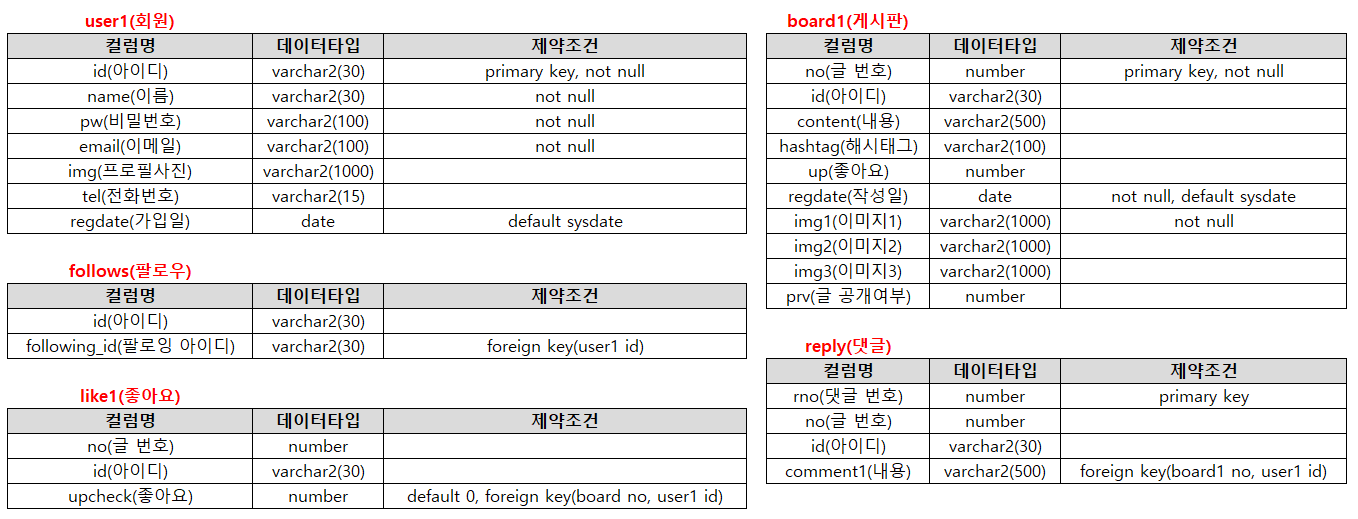 user1(회원)
컬럼명 데이터타입 제약조건
id(아이디) varchar2(30) primary key, not null
name(이름) varchar2(30) not null
pw(비밀번호) varchar2(100) not null
email(이메일) varchar2(100) not null
img(프로필사진) varchar2(1000)
tel(전화번호) varchar2(15)
regdate(가입일) date default sysdate
follows(팔로우)
컬럼명 데이터타입 제약조건
id(아이디) varchar2(30)
following_id(팔로잉 아이디) varchar2(30) foreign key(user1 id)
like1(좋아요)
컬럼명 데이터타입 제약조건
no(글 번호) number
id(아이디) varchar2(30)
upcheck(좋아요) number default 0, foreign key(board no, user1 id)
board1(게시판)
컬럼명 데이터타입 제약조건
no(글 번호) number primary key, not null
id(아이디) varchar2(30)
content(내용) varchar2(500)
hashtag(해시태그) varchar2(100)
up(좋아요) number
regdate(작성일) date not null, default sysdate
img1(이미지1) varchar2(1000) not null
img2(이미지2) varchar2(1000)
img3(이미지3) varchar2(1000)
prv(글 공개여부) number
reply(댓글)
컬럼명 데이터타입 제약조건
rno(댓글 번호) number primary key
no(글 번호) number
id(아이디) varchar2(30)
comment1(내용) varchar2(500) foreign key(board1 no, user1 id)